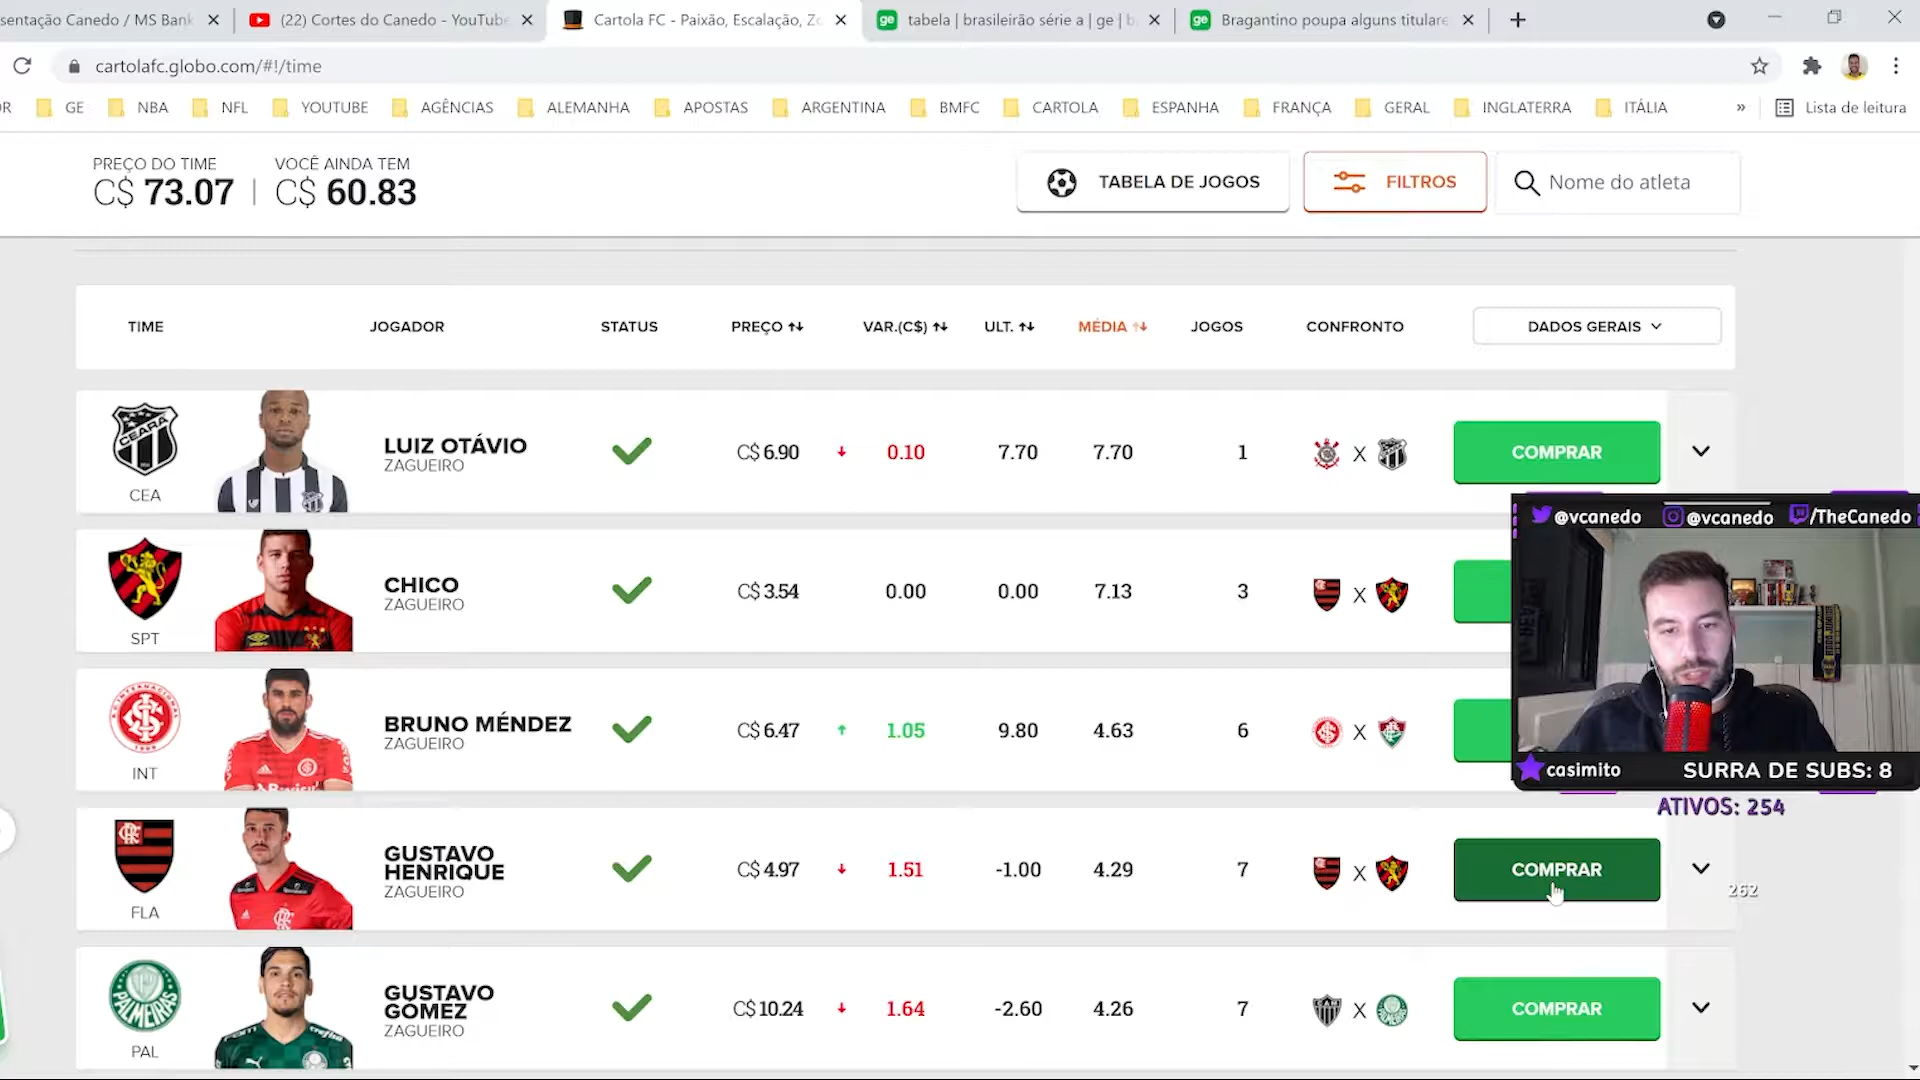 sentação Canedo / MS Bank
(22) Cortes do Canedo - YouTube
Cartola FC - Paixão, Escalação, Zo
tabela | brasileirão série a | ge | b
Bragantino poupa alguns titulare
cartolafc.globo.com/#!/time
OR
GE
NBA
NFL
YOUTUBE
AGÊNCIAS
ALEMANHA
APOSTAS
ARGENTINA
BMFC
CARTOLA
ESPANHA
FRANÇA
GERAL
INGLATERRA
ITÁLIA
»
Lista de leitura
PREÇO DO TIME
C$ 73.07
VOCÊ AINDA TEM
C$ 60.83
TABELA DE JOGOS
FILTROS
Nome do atleta
TIME JOGADOR STATUS PREÇO VAR.(C$) ULT. MÉDIA JOGOS CONFRONTO DADOS GERAIS
CEARÁ
CEA
LUIZ OTÁVIO
ZAGUEIRO
C$ 6.90 0.10 7.70 7.70 1 X COMPRAR
SPT
CHICO
ZAGUEIRO
C$ 3.54 0.00 0.00 7.13 3 X
INT
BRUNO MÉNDEZ
ZAGUEIRO
C$ 6.47 1.05 9.80 4.63 6 X
FLA
GUSTAVO
HENRIQUE
ZAGUEIRO
C$ 4.97 1.51 -1.00 4.29 7 X COMPRAR
PALMEIRAS
PAL
GUSTAVO
GÓMEZ
ZAGUEIRO
C$ 10.24 1.64 -2.60 4.26 7 X COMPRAR
@vcanedo @vcanedo /TheCanedo
casimito SURRA DE SUBS: 8
ATIVOS: 254
262